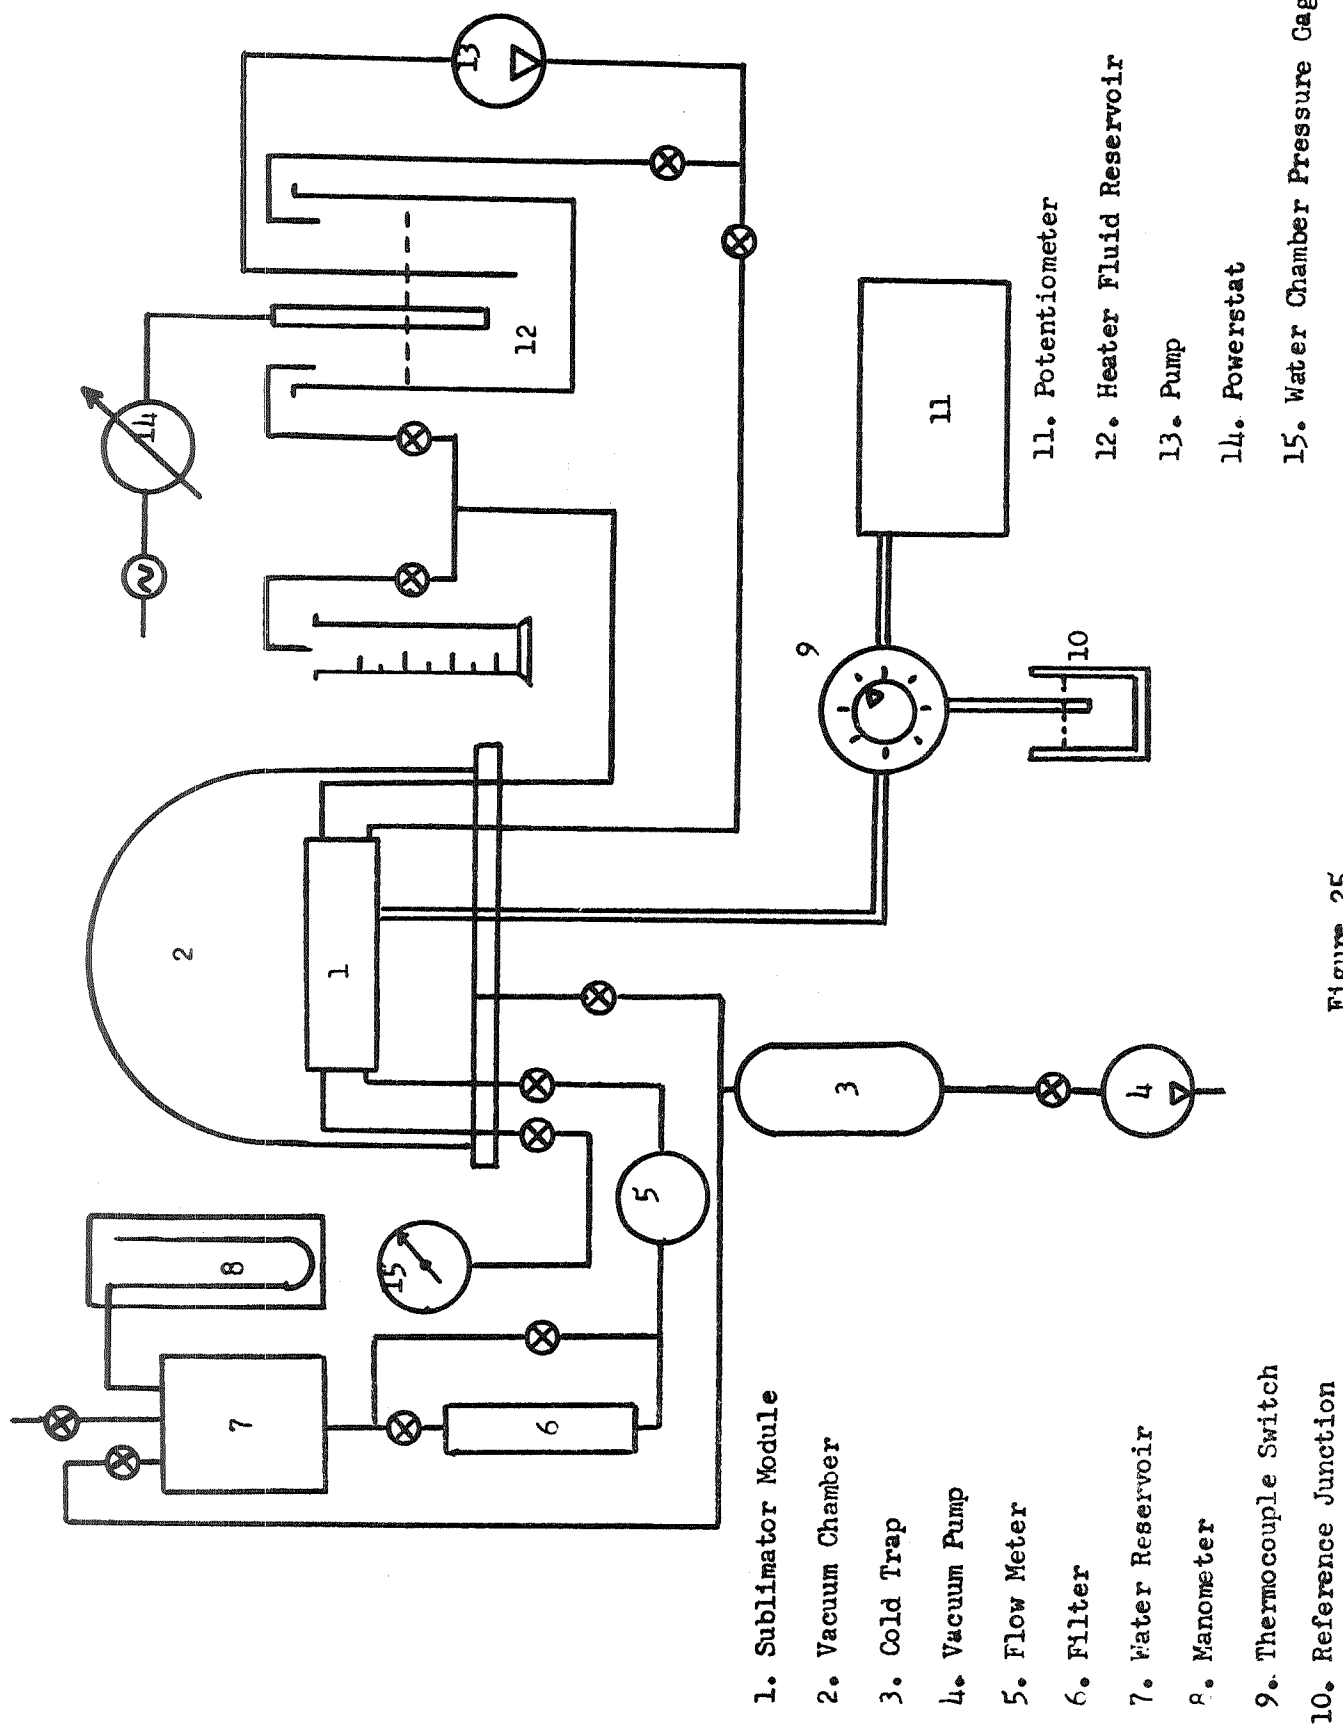 14
13
2
8
12
7
15
1
6
5
9
11
3
10
4
1. Sublimator Module
2. Vacuum Chamber
3. Cold Trap
4. Vacuum Pump
5. Flow Meter
6. Filter
7. Water Reservoir
8. Manometer
9. Thermocouple Switch
10. Reference Junction
11. Potentiometer
12. Heater Fluid Reservoir
13. Pump
14. Powerstat
15. Water Chamber Pressure Gag
Figure 25